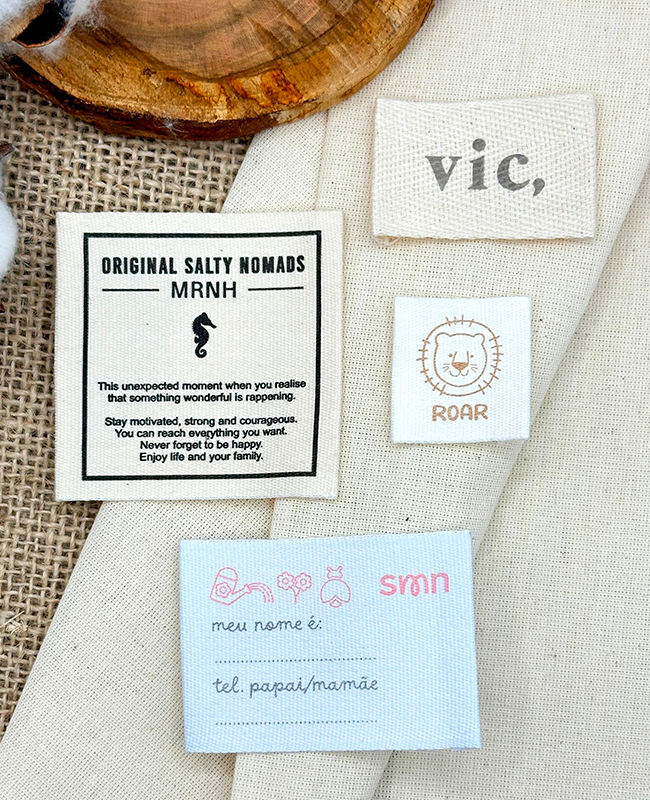 vic,
ORIGINAL SALTY NOMADS
MRNH
This unexpected moment when you realise
that something wonderful is rappening.
Stay motivated, strong and courageous.
You can reach everything you want.
Never forget to be happy.
Enjoy life and your family.
ROAR
smn
meu nome é:
tel. papai/mamãe